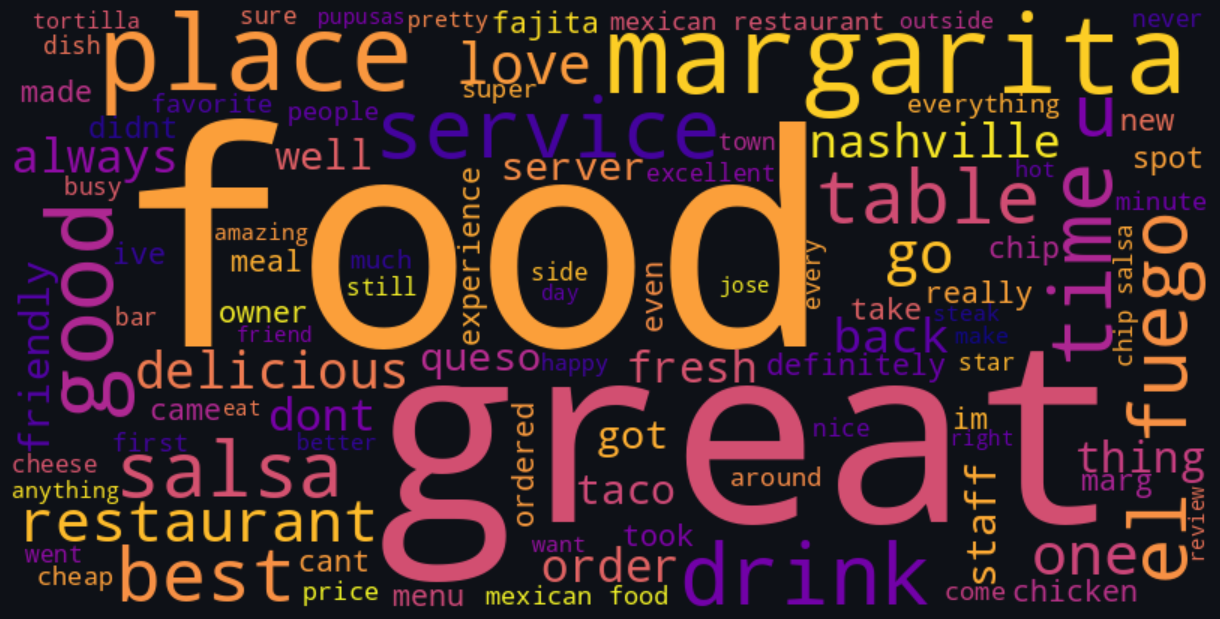 tortilla
sure
pupusas
pretty
fajita
mexican restaurant
outside
never
dish
place
love
margarita
made
super
favorite
people
service
everything
u
new
didnt
town
nashville
always
well
server
excellent
spot
busy
food
experience
table
hot
time
minute
good
ive
amazing
meal
much
still
side
day
even
jose
every
go
chip
chip salsa
fuego
friendly
bar
owner
friend
take
really
steak
back
make
delicious
queso
happy
fresh
definitely
star
came
eat
dont
great
ordered
got
nice
im
right
first
better
cheese
salsa
anything
taco
around
thing
marg
restaurant
took
staff
el
review
went
want
cheap
best
cant
order
drink
one
price
menu
mexican food
come
chicken